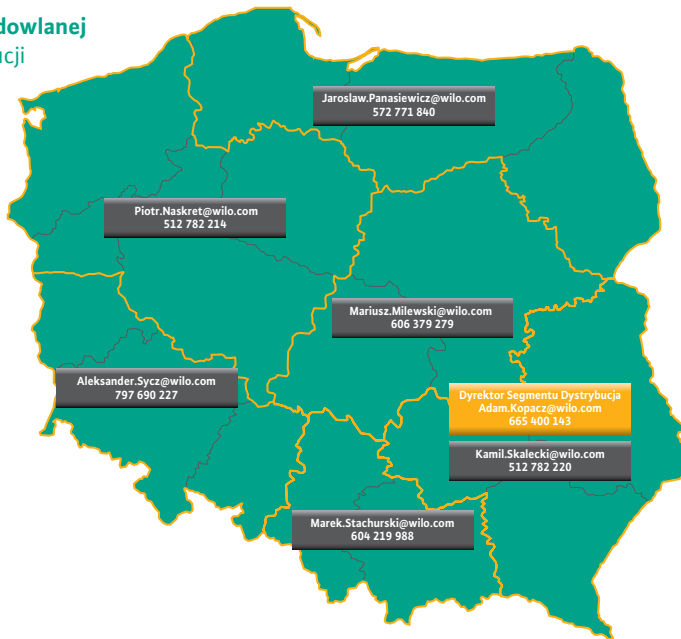 dowlanej
cji
Jaroslaw.Panasiewicz@wilo.com
572 771 840
Piotr.Naskret@wilo.com
512 782 214
Mariusz.Milewski@wilo.com
606 379 279
Aleksander.Sycz@wilo.com
797 690 227
Dyrektor Segmentu Dystrybucja
Adam.Kopacz@wilo.com
665 400 143
Kamil.Skalecki@wilo.com
512 782 220
Marek.Stachurski@wilo.com
604 219 988